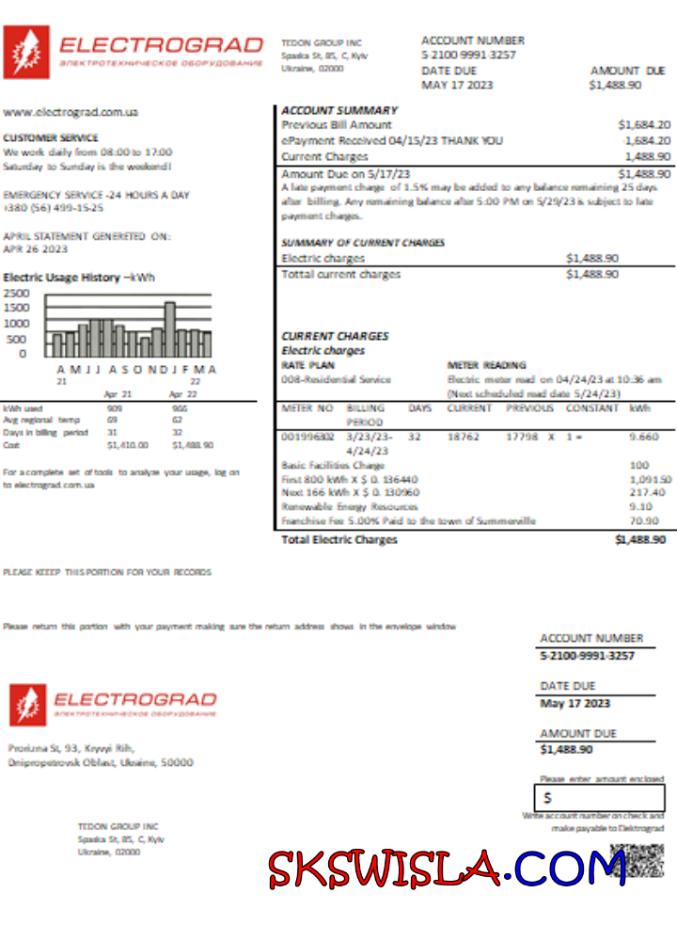 ELECTROGRAD
ЭЛЕКТРОТЕХНИЧЕСКОЕ ОБОРУДОВАНИЕ
TEDON GROUP INC
Spaska St, 85, C, Kyiv
Ukraine, 02000
ACCOUNT NUMBER
5-2100-9991-3257
DATE DUE AMOUNT DUE
MAY 17 2023 $1,488.90
www.electrograd.com.ua
CUSTOMER SERVICE
We work daily from 08:00 to 17:00
Saturday to Sunday is the weekend!
EMERGENCY SERVICE -24 HOURS A DAY
+380 (56) 499-15-25
APRIL STATEMENT GENERETED ON:
APR 26 2023
Electric Usage History –kWh
2500
1500
1000
500
0
A M J J A S O N D J F M A
21 22
Apr 21 Apr 22
kWh used 909 966
Avg regional temp 69 62
Days in billing period 31 32
Cost $1,410.00 $1,488.90
For a complete set of tools to analyze your usage, log on
to electrograd.com.ua
ACCOUNT SUMMARY
Previous Bill Amount $1,684.20
ePayment Received 04/15/23 THANK YOU -1,684.20
Current Charges 1,488.90
Amount Due on 5/17/23 $1,488.90
A late payment charge of 1.5% may be added to any balance remaining 25 days
after billing. Any remaining balance after 5:00 PM on 5/29/23 is subject to late
payment charges.
SUMMARY OF CURRENT CHARGES
Electric charges $1,488.90
Tottal current charges $1,488.90
CURRENT CHARGES
Electric charges
RATE PLAN METER READING
008-Residential Service Electric meter read on 04/24/23 at 10:36 am
(Next scheduled read date 5/24/23)
METER NO BILLING DAYS CURRENT PREVIOUS CONSTANT kWh
PERIOD
001996302 3/23/23- 32 18762 17798 X 1 = 9.660
4/24/23
Basic Facilities Charge 100
First 800 kWh X $ 0. 136440 1,091.50
Next 166 kWh X $ 0. 130960 217.40
Renewable Energy Resources 9.10
Franchise Fee 5.00% Paid to the town of Summerville 70.90
Total Electric Charges $1,488.90
PLEASE KEEEP THIS PORTION FOR YOUR RECORDS
Please return this portion with your payment making sure the return address shows in the envelope window
ACCOUNT NUMBER
5-2100-9991-3257
DATE DUE
May 17 2023
AMOUNT DUE
$1,488.90
Please enter amount enclosed
$
Write account number on check and
make payable to Elektrograd
ELECTROGRAD
ЭЛЕКТРОТЕХНИЧЕСКОЕ ОБОРУДОВАНИЕ
Prorizna St, 93, Kryvyi Rih,
Dnipropetrovsk Oblast, Ukraine, 50000
TEDON GROUP INC
Spaska St, 85, C, Kyiv
Ukraine, 02000
SKSWISLA.COM